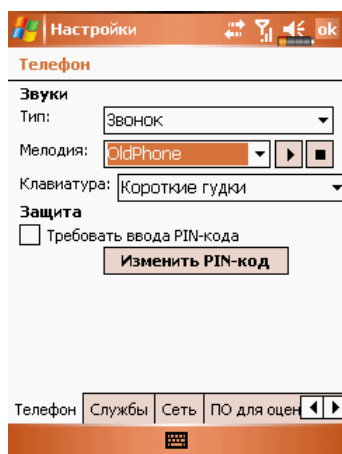 Настройки ok
Телефон
Звуки
Тип: Звонок
Мелодия: OldPhone
Клавиатура: Короткие гудки
Защита
Требовать ввода PIN-кода
Изменить PIN-код
Телефон Службы Сеть ПО для оцен